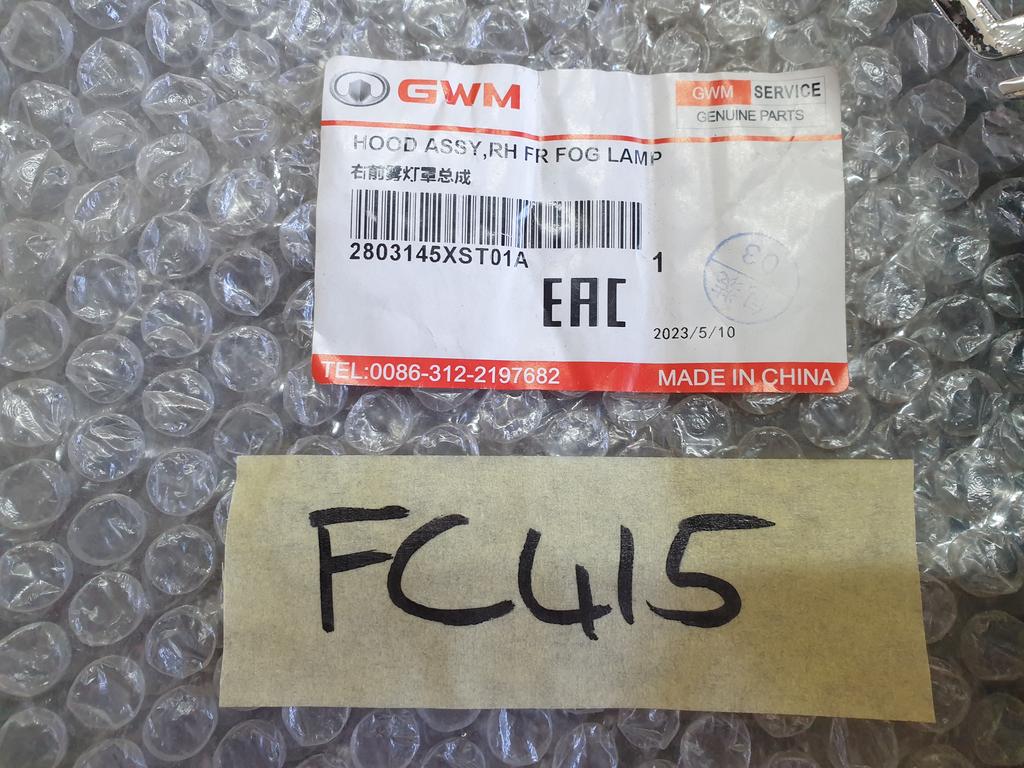 GWM
GWM SERVICE
GENUINE PARTS
HOOD ASSY,RH FR FOG LAMP
右前雾灯罩总成
2803145XST01A
1
EAC
03
2023/5/10
TEL:0086-312-2197682
MADE IN CHINA
FC415